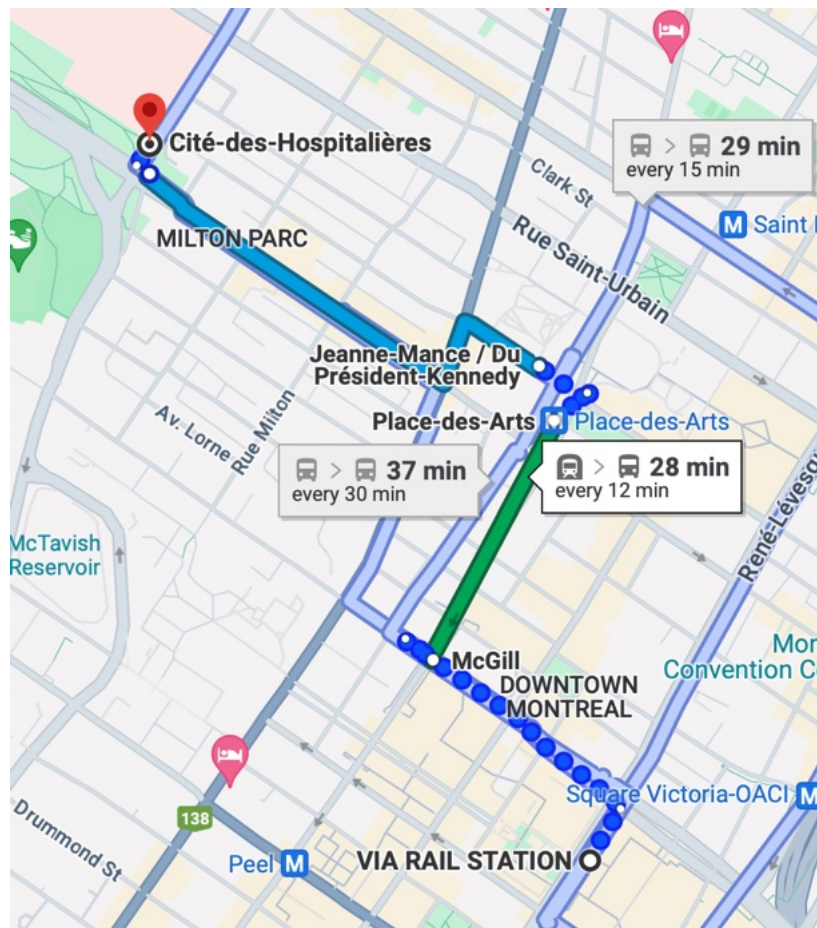 Cité-des-Hospitalières
29 min
every 15 min
Clark St
MILTON PARC
M Saint
Rue Saint-Urbain
Jeanne-Mance / Du
Président-Kennedy
Place-des-Arts
Place-des-Arts
Av. Lorne
Rue Milton
37 min
every 30 min
28 min
every 12 min
McTavish
Reservoir
René-Lévesq
McGill
DOWNTOWN
MONTREAL
Mon
Convention C
Square Victoria-OACI M
138
Drummond St
Peel M
VIA RAIL STATION